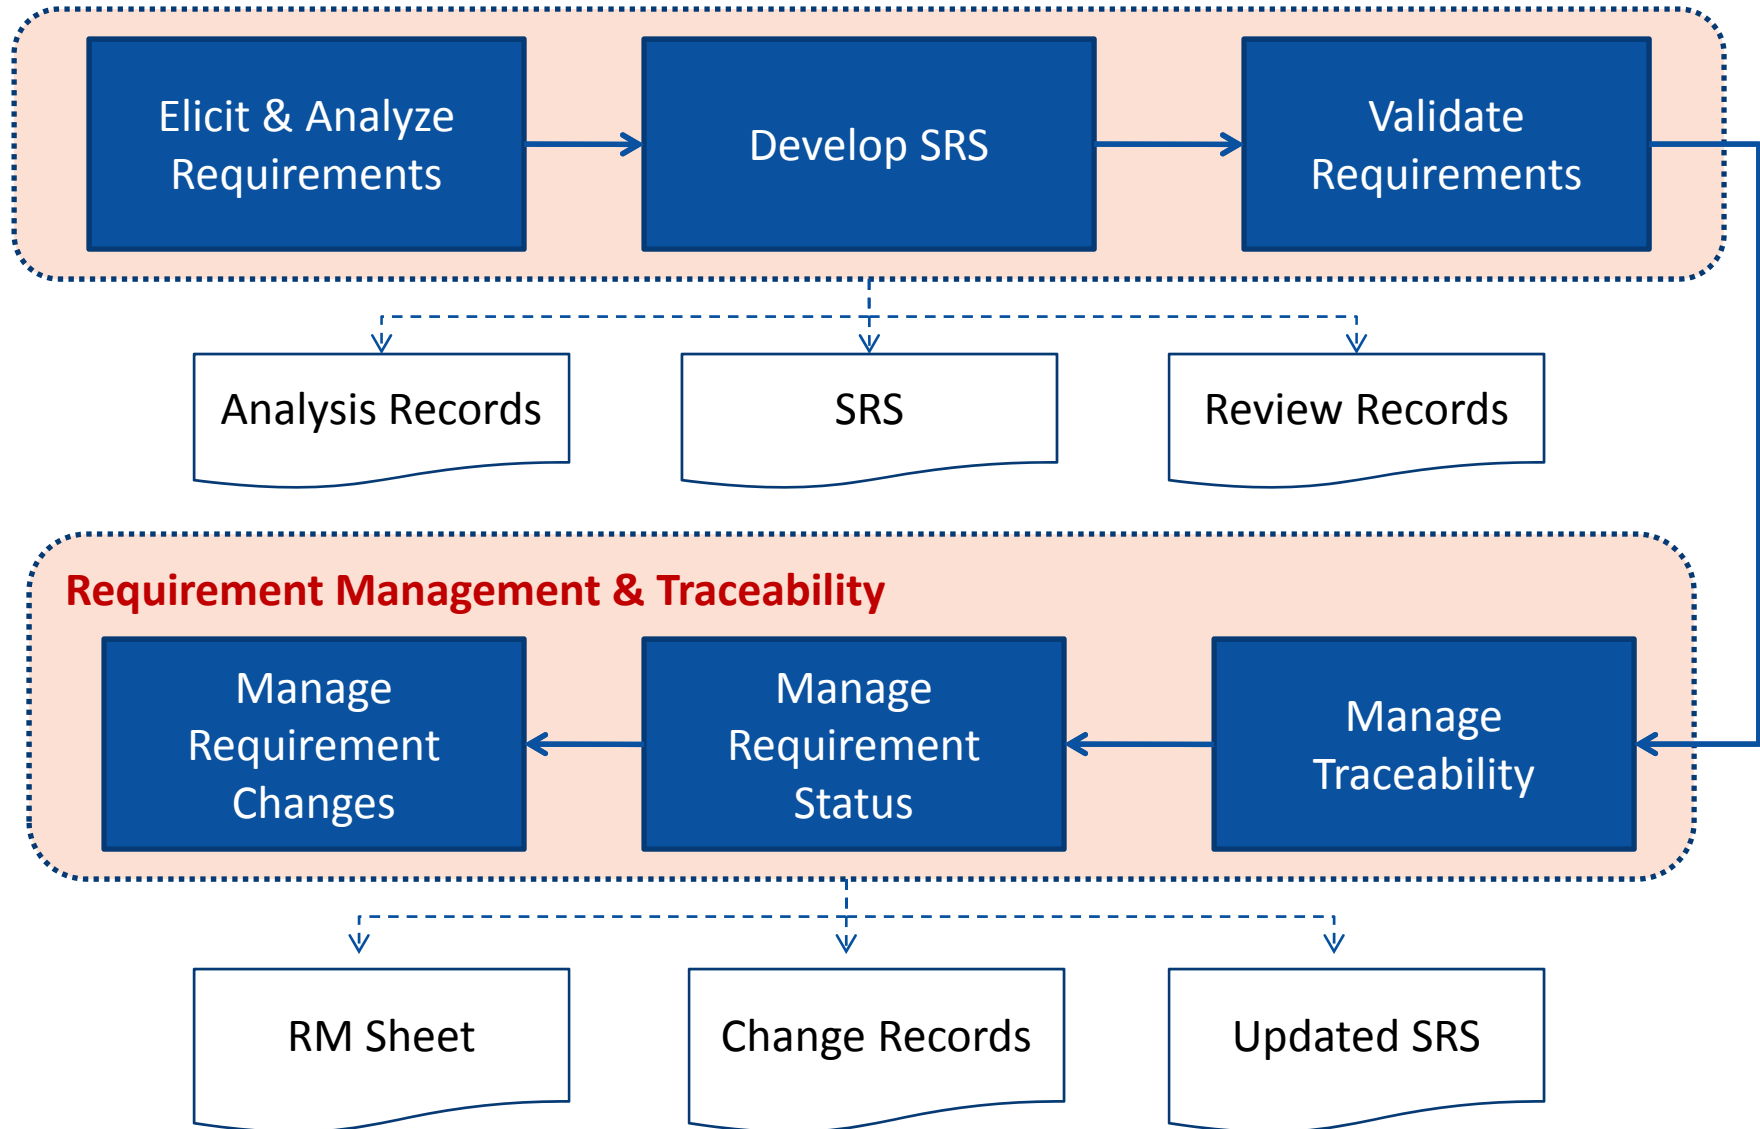 Elicit & Analyze
Requirements
Develop SRS
Validate
Requirements
Analysis Records
SRS
Review Records
Requirement Management & Traceability
Manage
Requirement
Changes
Manage
Requirement
Status
Manage
Traceability
RM Sheet
Change Records
Updated SRS